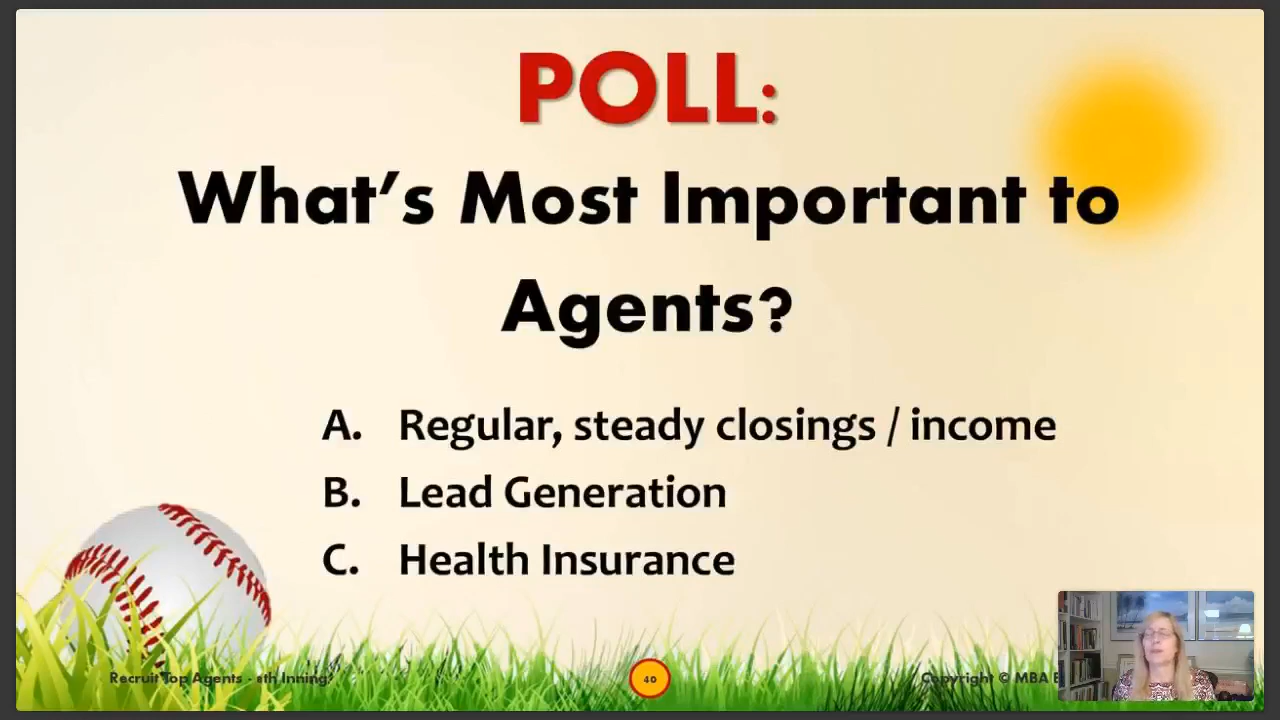 POLL:
What's Most Important to
Agents?
A. Regular, steady closings / income
B. Lead Generation
C. Health Insurance
Recruit Top Agents - Inning
40
Copyright © MBA